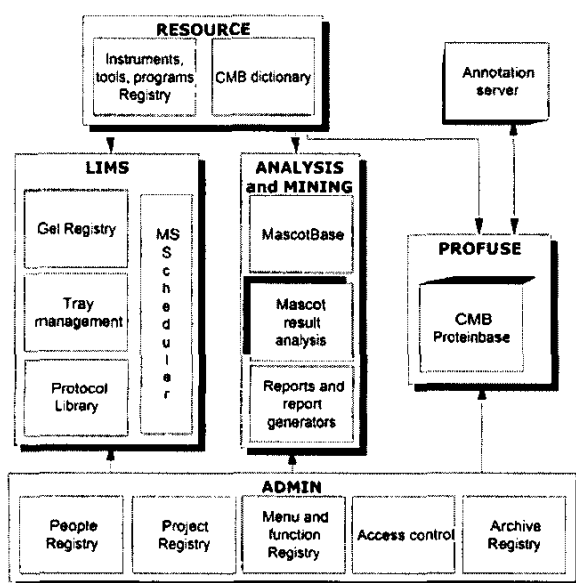 RESOURCE
Instruments,
tools, programs
Registry
CMB dictionary
Annotation
server
LIMS
Gel Registry
Tray
management
Protocol
Library
MS
S
c
h
e
d
u
l
e
r
ANALYSIS
and MINING
MascotBase
Mascot
result
analysis
Reports and
report
generators
PROFUSE
CMB
Proteinbase
ADMIN
People
Registry
Project
Registry
Menu and
function
Registry
Access control
Archive
Registry